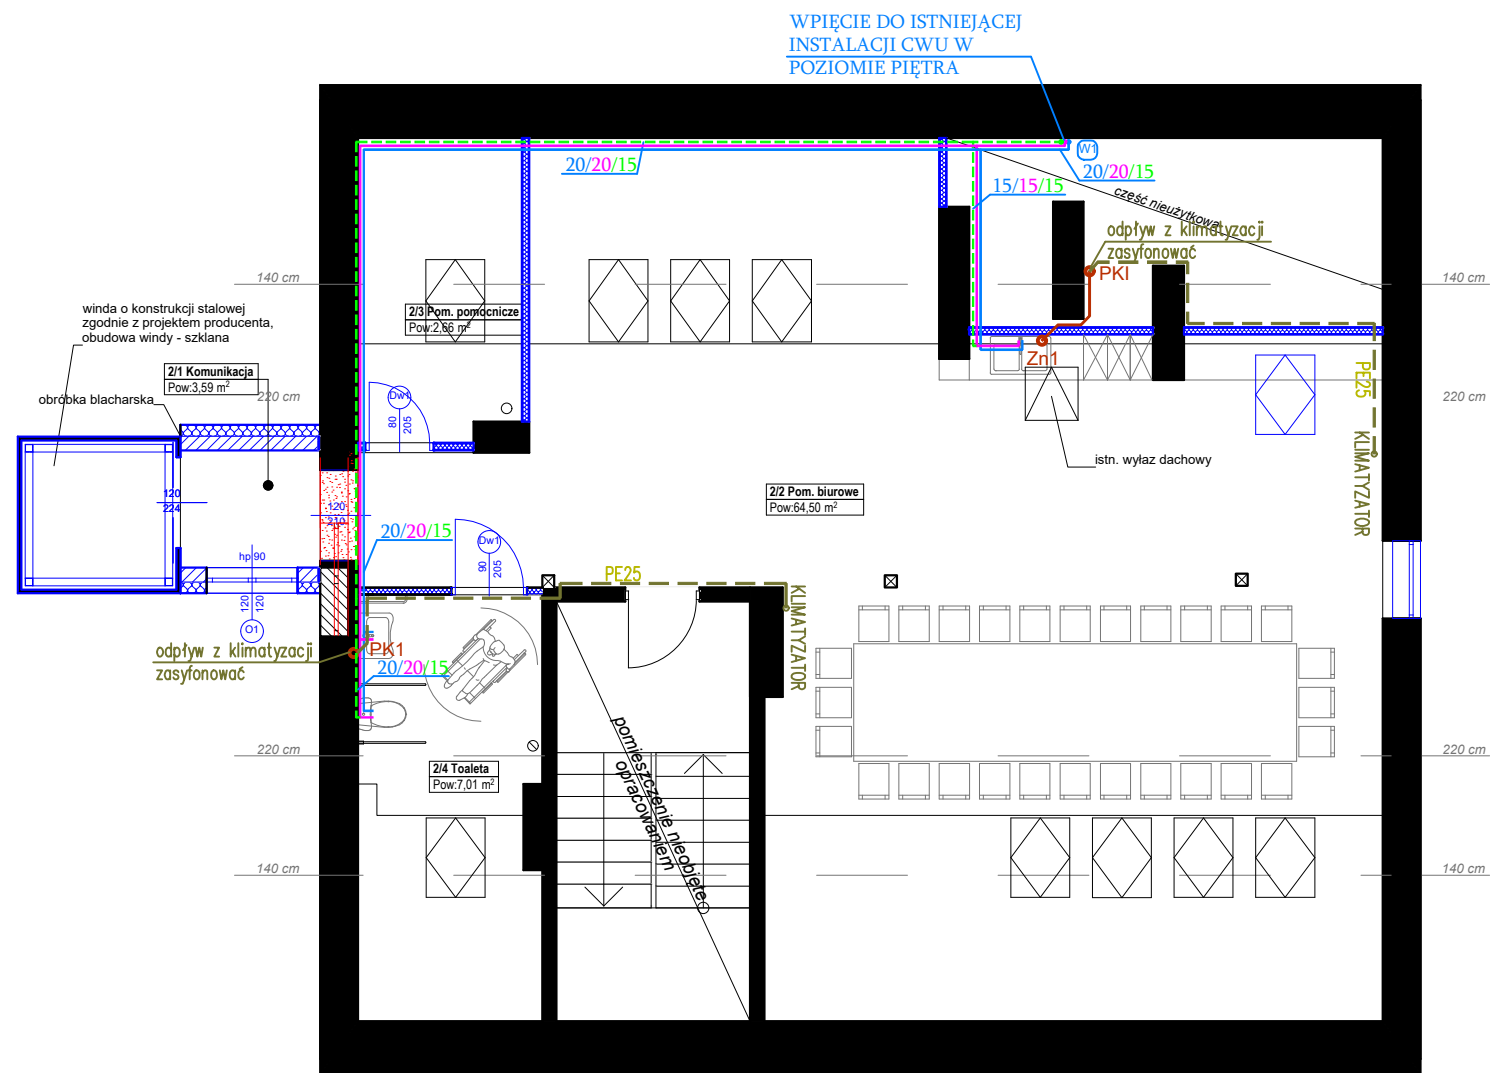 WPIĘCIE DO ISTNIEJĄCEJ
INSTALACJI CWU W
POZIOMIE PIĘTRA
W1
20/20/15
20/20/15
15/15/15
część nieużytkowa
odpływ z klimatyzacji
zasyfonować
PKI
140 cm
140 cm
winda o konstrukcji stalowej
zgodnie z projektem producenta,
obudowa windy - szklana
2/3 Pom. pomocnicze
Pow:2,66 m²
Zn1
2/1 Komunikacja
Pow:3,59 m²
obróbka blacharska
220 cm
220 cm
PE25
KLIMATYZATOR
Dw1
80
205
istn. wyłaz dachowy
2/2 Pom. biurowe
Pow:64,50 m²
120
224
120
210
20/20/15
Dw1
90
205
hp 90
PE25
KLIMATYZATOR
120
120
O1
odpływ z klimatyzacji
zasyfonować
PK1
20/20/15
220 cm
220 cm
2/4 Toaleta
Pow:7,01 m²
pomieszczenie nieobjęte
opracowaniem
140 cm
140 cm